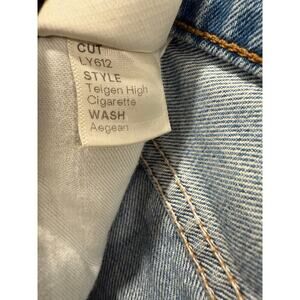 CUT
LY612
STYLE
Teigen High
Cigarette
WASH
Aegean